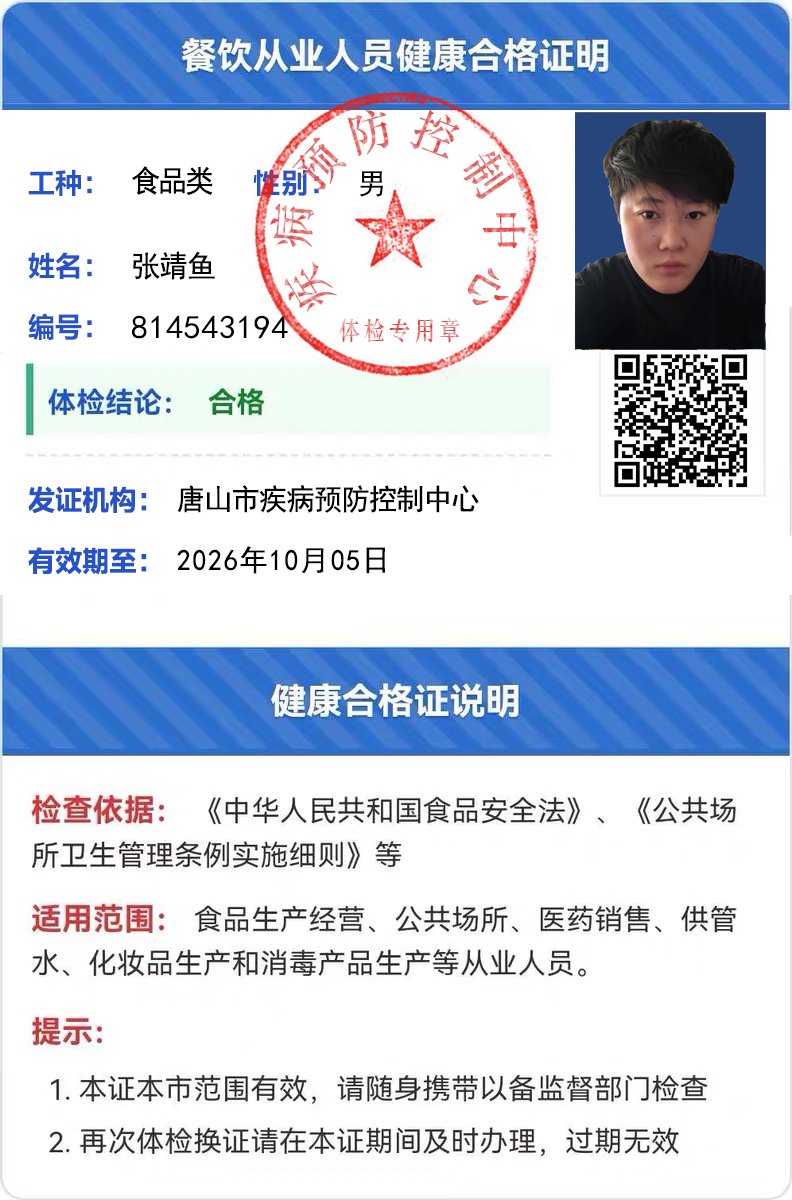 餐饮从业人员健康合格证明
工种： 食品类 性别： 男
姓名： 张靖鱼
编号： 814543194
疾病预防控制中心
体检专用章
体检结论： 合格
发证机构： 唐山市疾病预防控制中心
有效期至： 2026年10月05日
健康合格证说明
检查依据： 《中华人民共和国食品安全法》、《公共场
所卫生管理条例实施细则》等
适用范围： 食品生产经营、公共场所、医药销售、供管
水、化妆品生产和消毒产品生产等从业人员。
提示：
1. 本证本市范围有效，请随身携带以备监督部门检查
2. 再次体检换证请在本证期间及时办理，过期无效